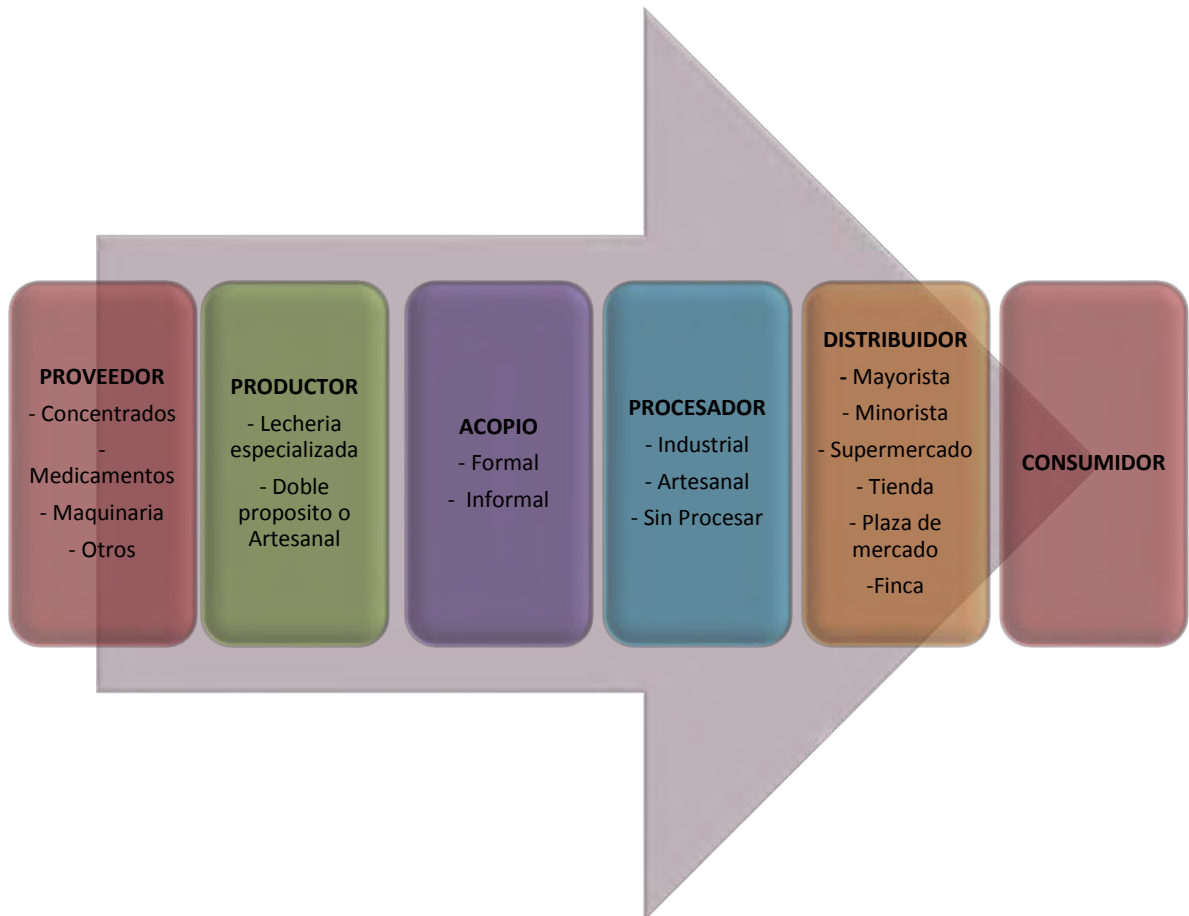 PROVEEDOR
- Concentrados
-
Medicamentos
- Maquinaria
- Otros
PRODUCTOR
- Lecheria
especializada
- Doble
proposito o
Artesanal
ACOPIO
- Formal
- Informal
PROCESADOR
- Industrial
- Artesanal
- Sin Procesar
DISTRIBUIDOR
- Mayorista
- Minorista
- Supermercado
- Tienda
- Plaza de
mercado
-Finca
CONSUMIDOR